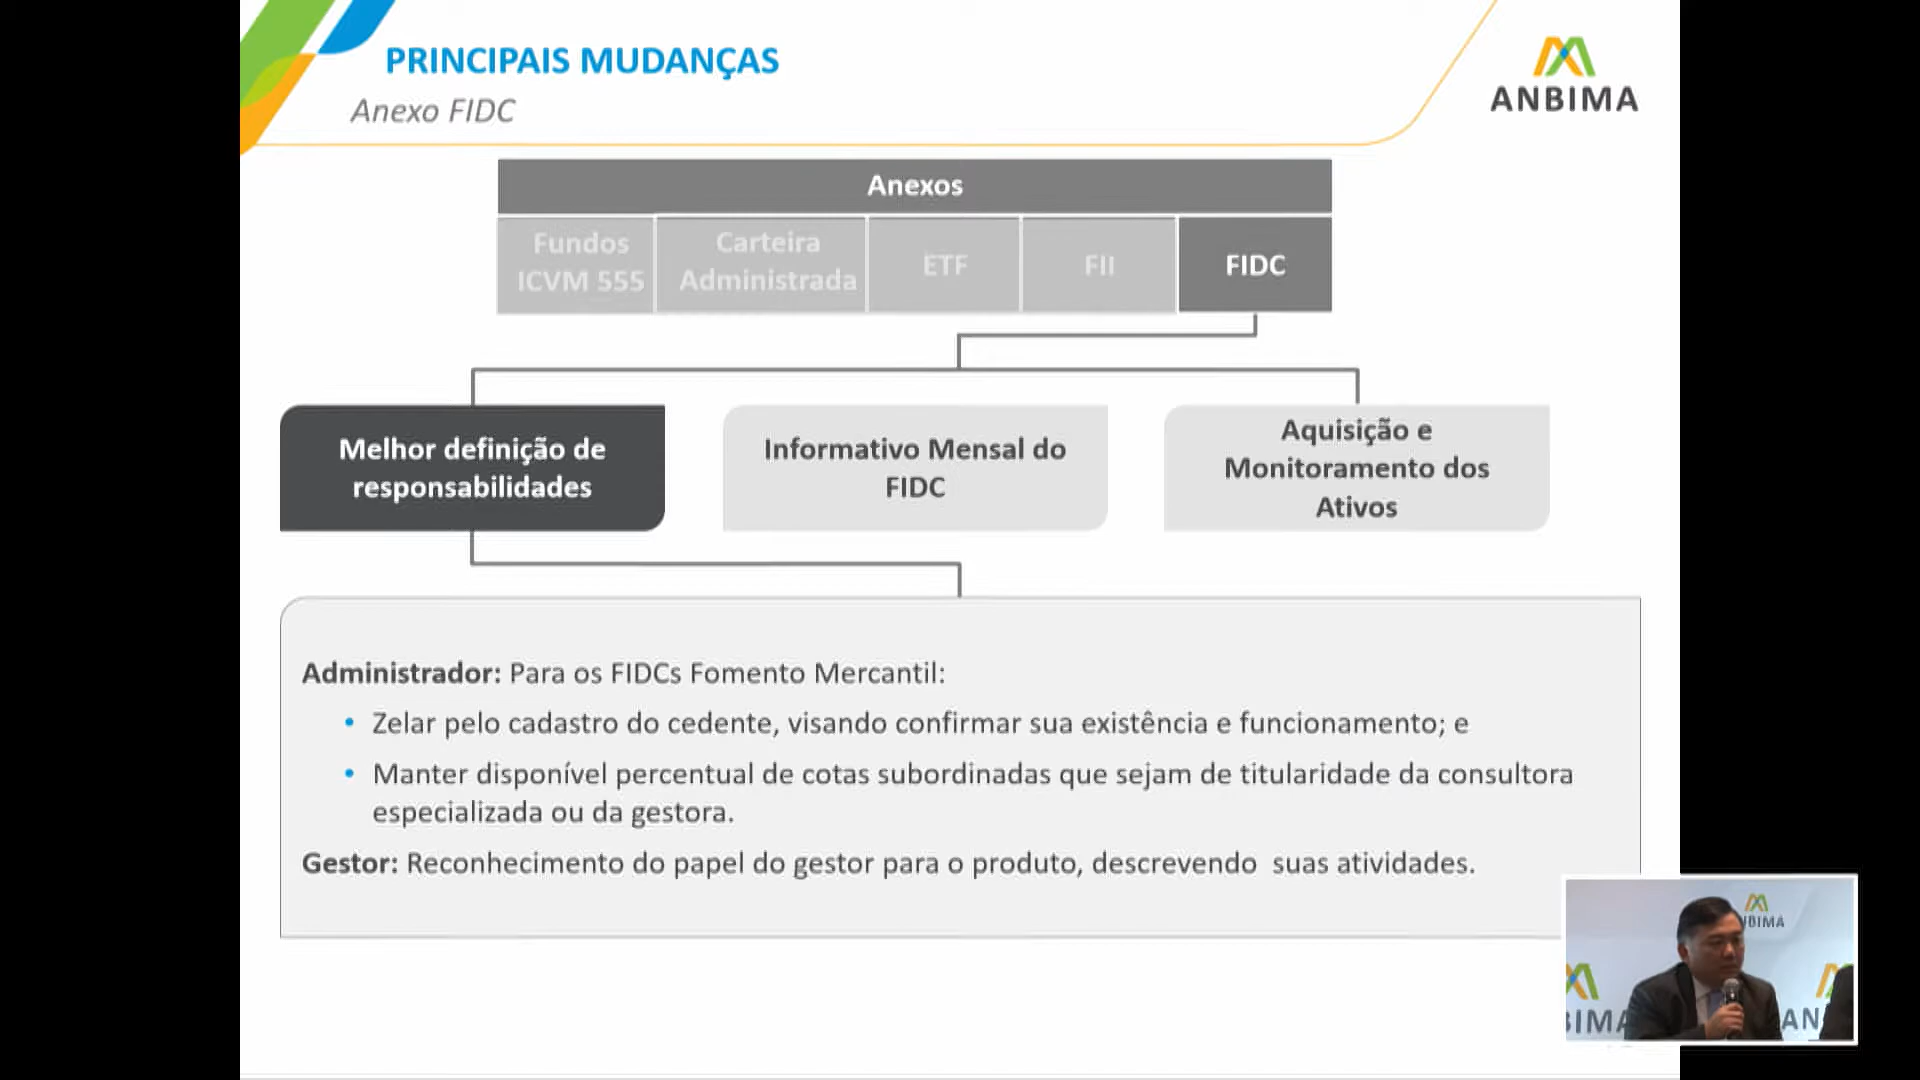 PRINCIPAIS MUDANÇAS
Anexo FIDC
ANBIMA
Anexos
Fundos
ICVM 555
Carteira
Administrada
ETF
FII
FIDC
Melhor definição de
responsabilidades
Informativo Mensal do
FIDC
Aquisição e
Monitoramento dos
Ativos
Administrador: Para os FIDCs Fomento Mercantil:
• Zelar pelo cadastro do cedente, visando confirmar sua existência e funcionamento; e
• Manter disponível percentual de cotas subordinadas que sejam de titularidade da consultora
especializada ou da gestora.
Gestor: Reconhecimento do papel do gestor para o produto, descrevendo  suas atividades.
NBIMA
BIMA
AN